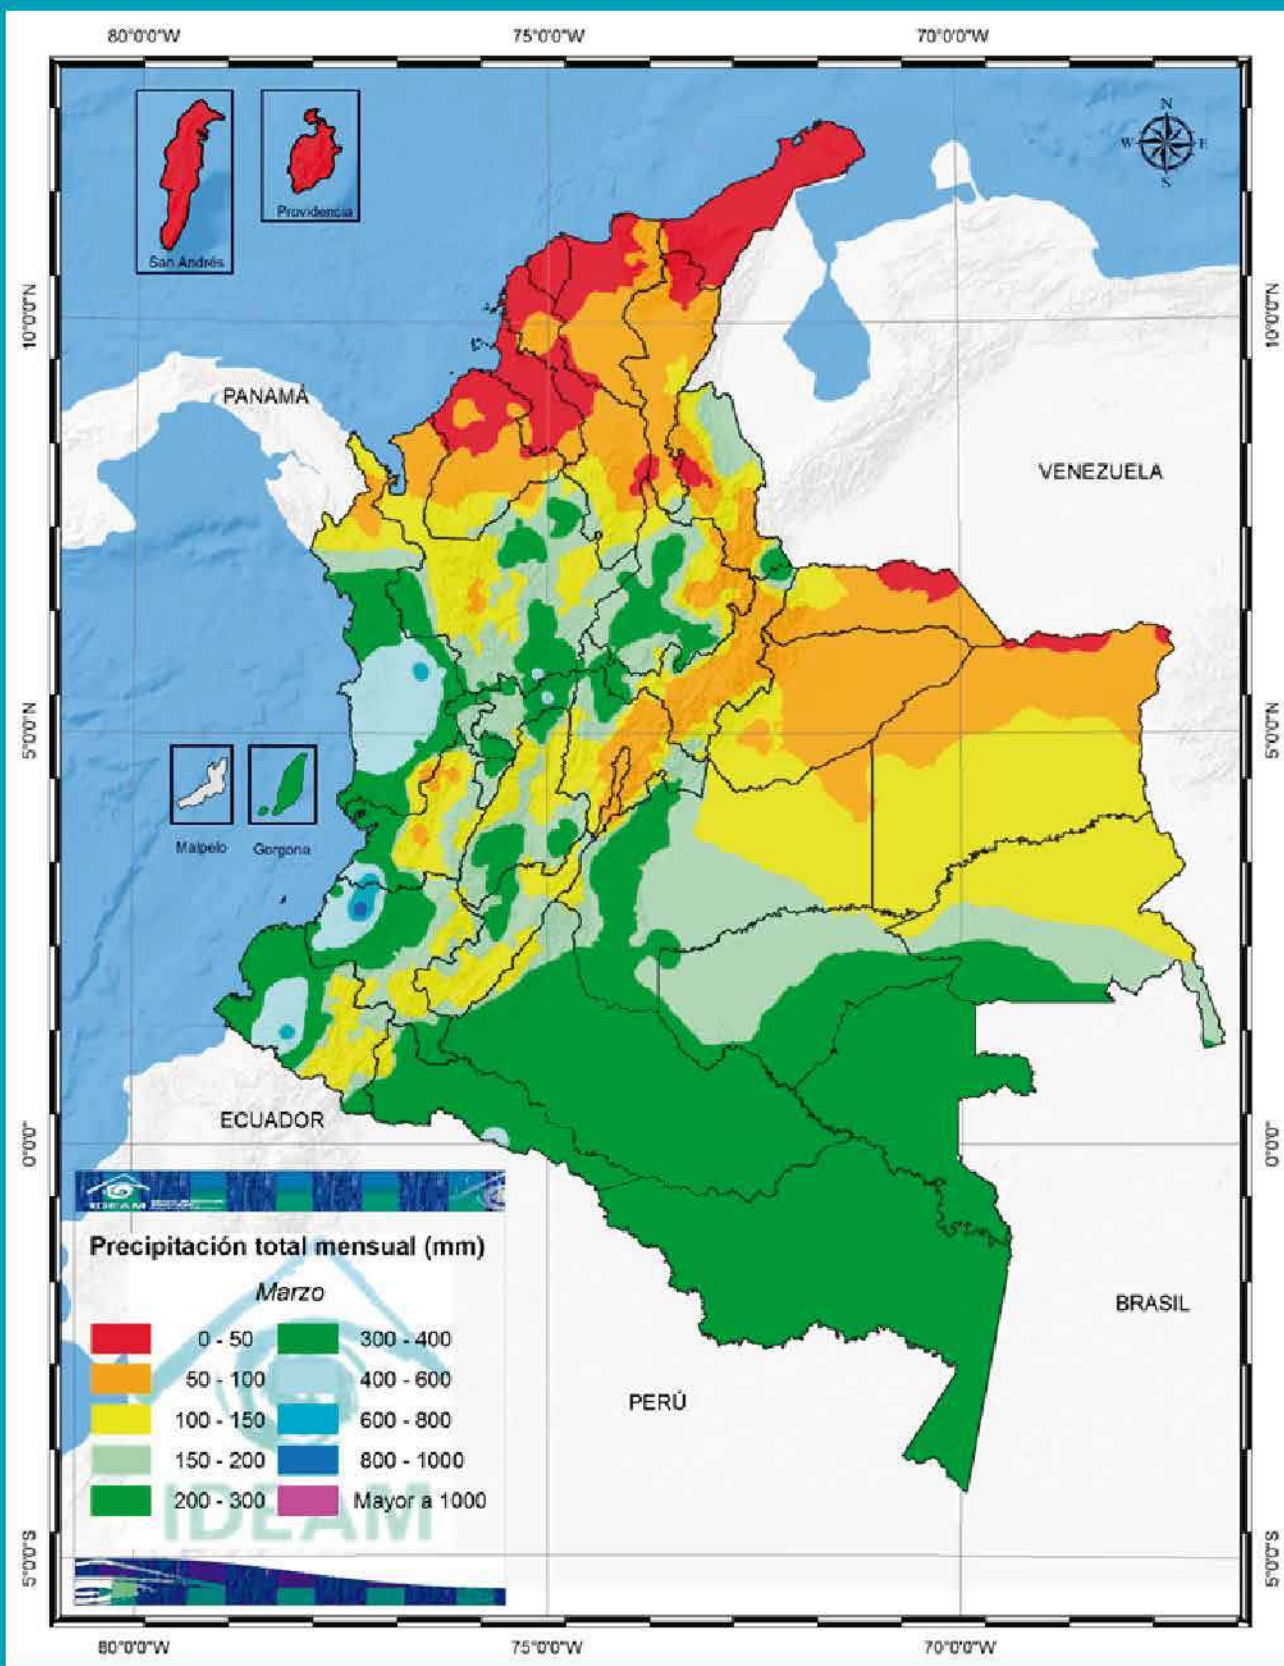 80°0'0"W 75°0'0"W 70°0'0"W
N
W E
S
San Andrés
Providencia
10°0'0"N 10°0'0"N
PANAMÁ
VENEZUELA
5°0'0"N 5°0'0"N
Malpelo Gorgona
ECUADOR
0°0'0" 0°0'0"
IDEAM
Precipitación total mensual (mm)
Marzo
0 - 50 300 - 400
50 - 100 400 - 600
100 - 150 600 - 800
150 - 200 800 - 1000
200 - 300 Mayor a 1000
IDEAM
BRASIL
PERÚ
5°0'0"S 5°0'0"S
80°0'0"W 75°0'0"W 70°0'0"W